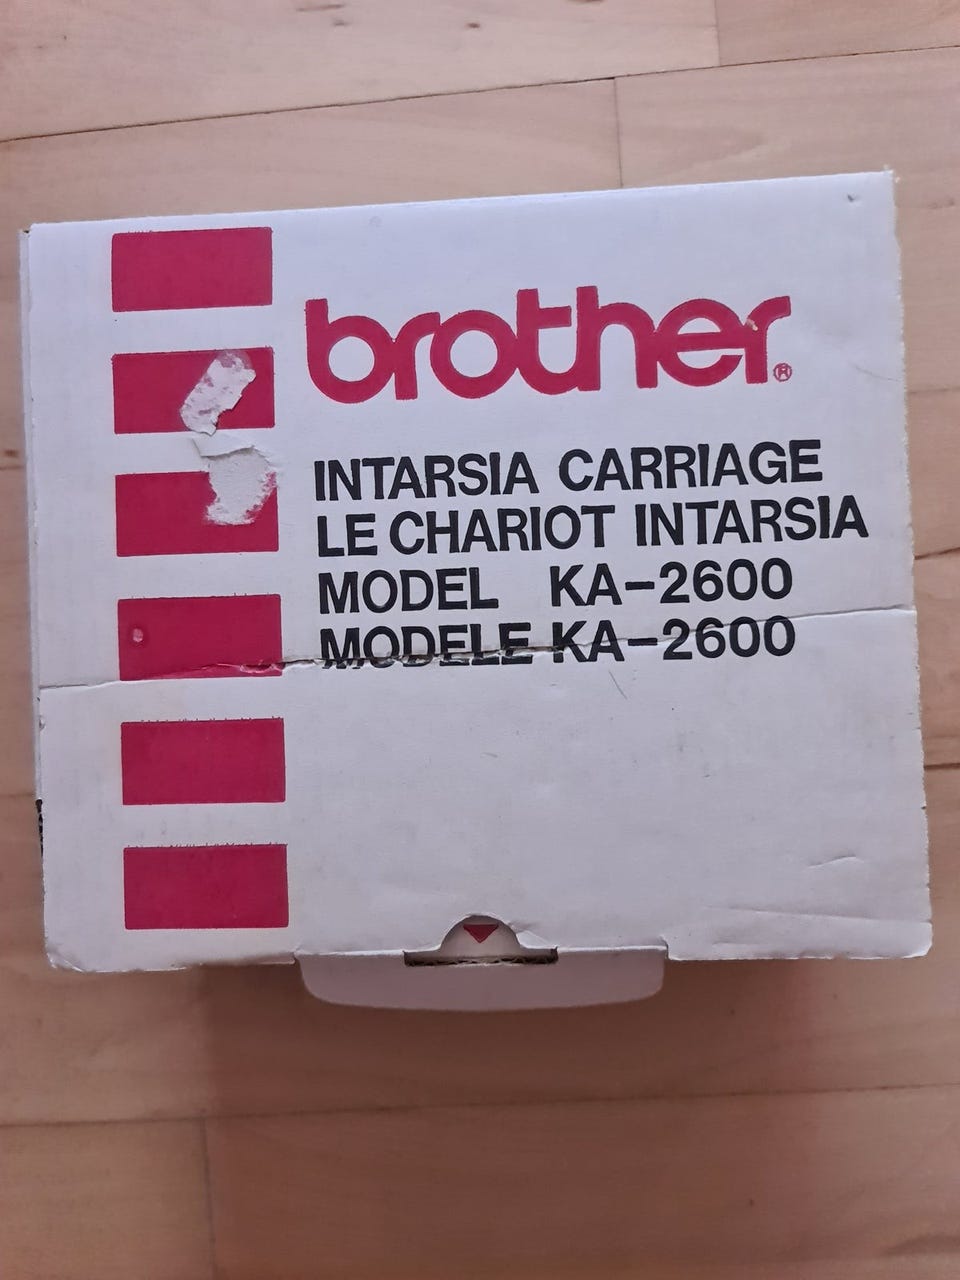 brother®
INTARSIA CARRIAGE
LE CHARIOT INTARSIA
MODEL KA-2600
MODELE KA-2600